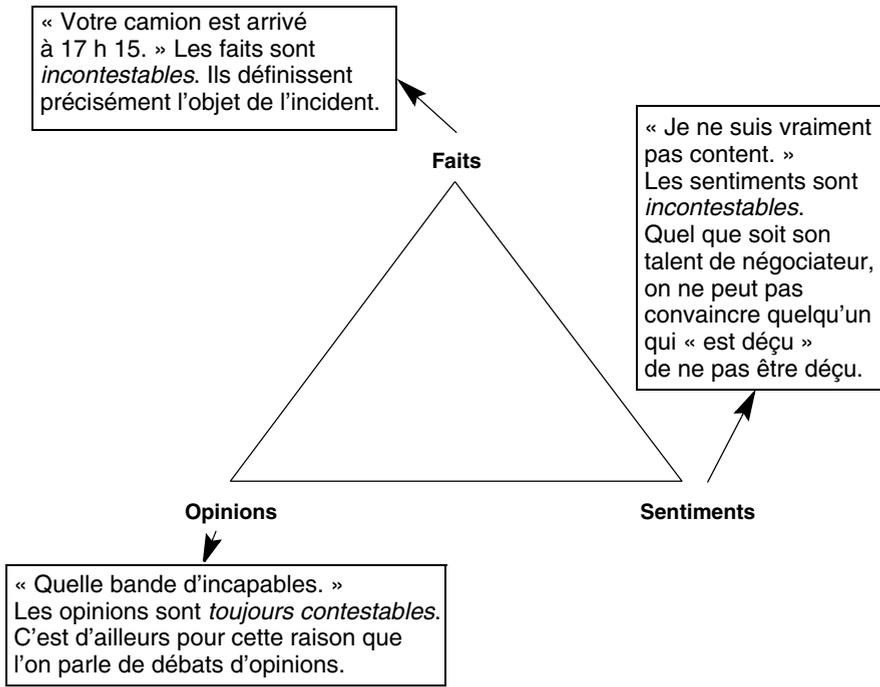 « Votre camion est arrivé
à 17 h 15. » Les faits sont
incontestables. Ils définissent
précisément l’objet de l’incident.
Faits
« Je ne suis vraiment
pas content. »
Les sentiments sont
incontestables.
Quel que soit son
talent de négociateur,
on ne peut pas
convaincre quelqu’un
qui « est déçu »
de ne pas être déçu.
Opinions
Sentiments
« Quelle bande d’incapables. »
Les opinions sont toujours contestables.
C’est d’ailleurs pour cette raison que
l’on parle de débats d’opinions.